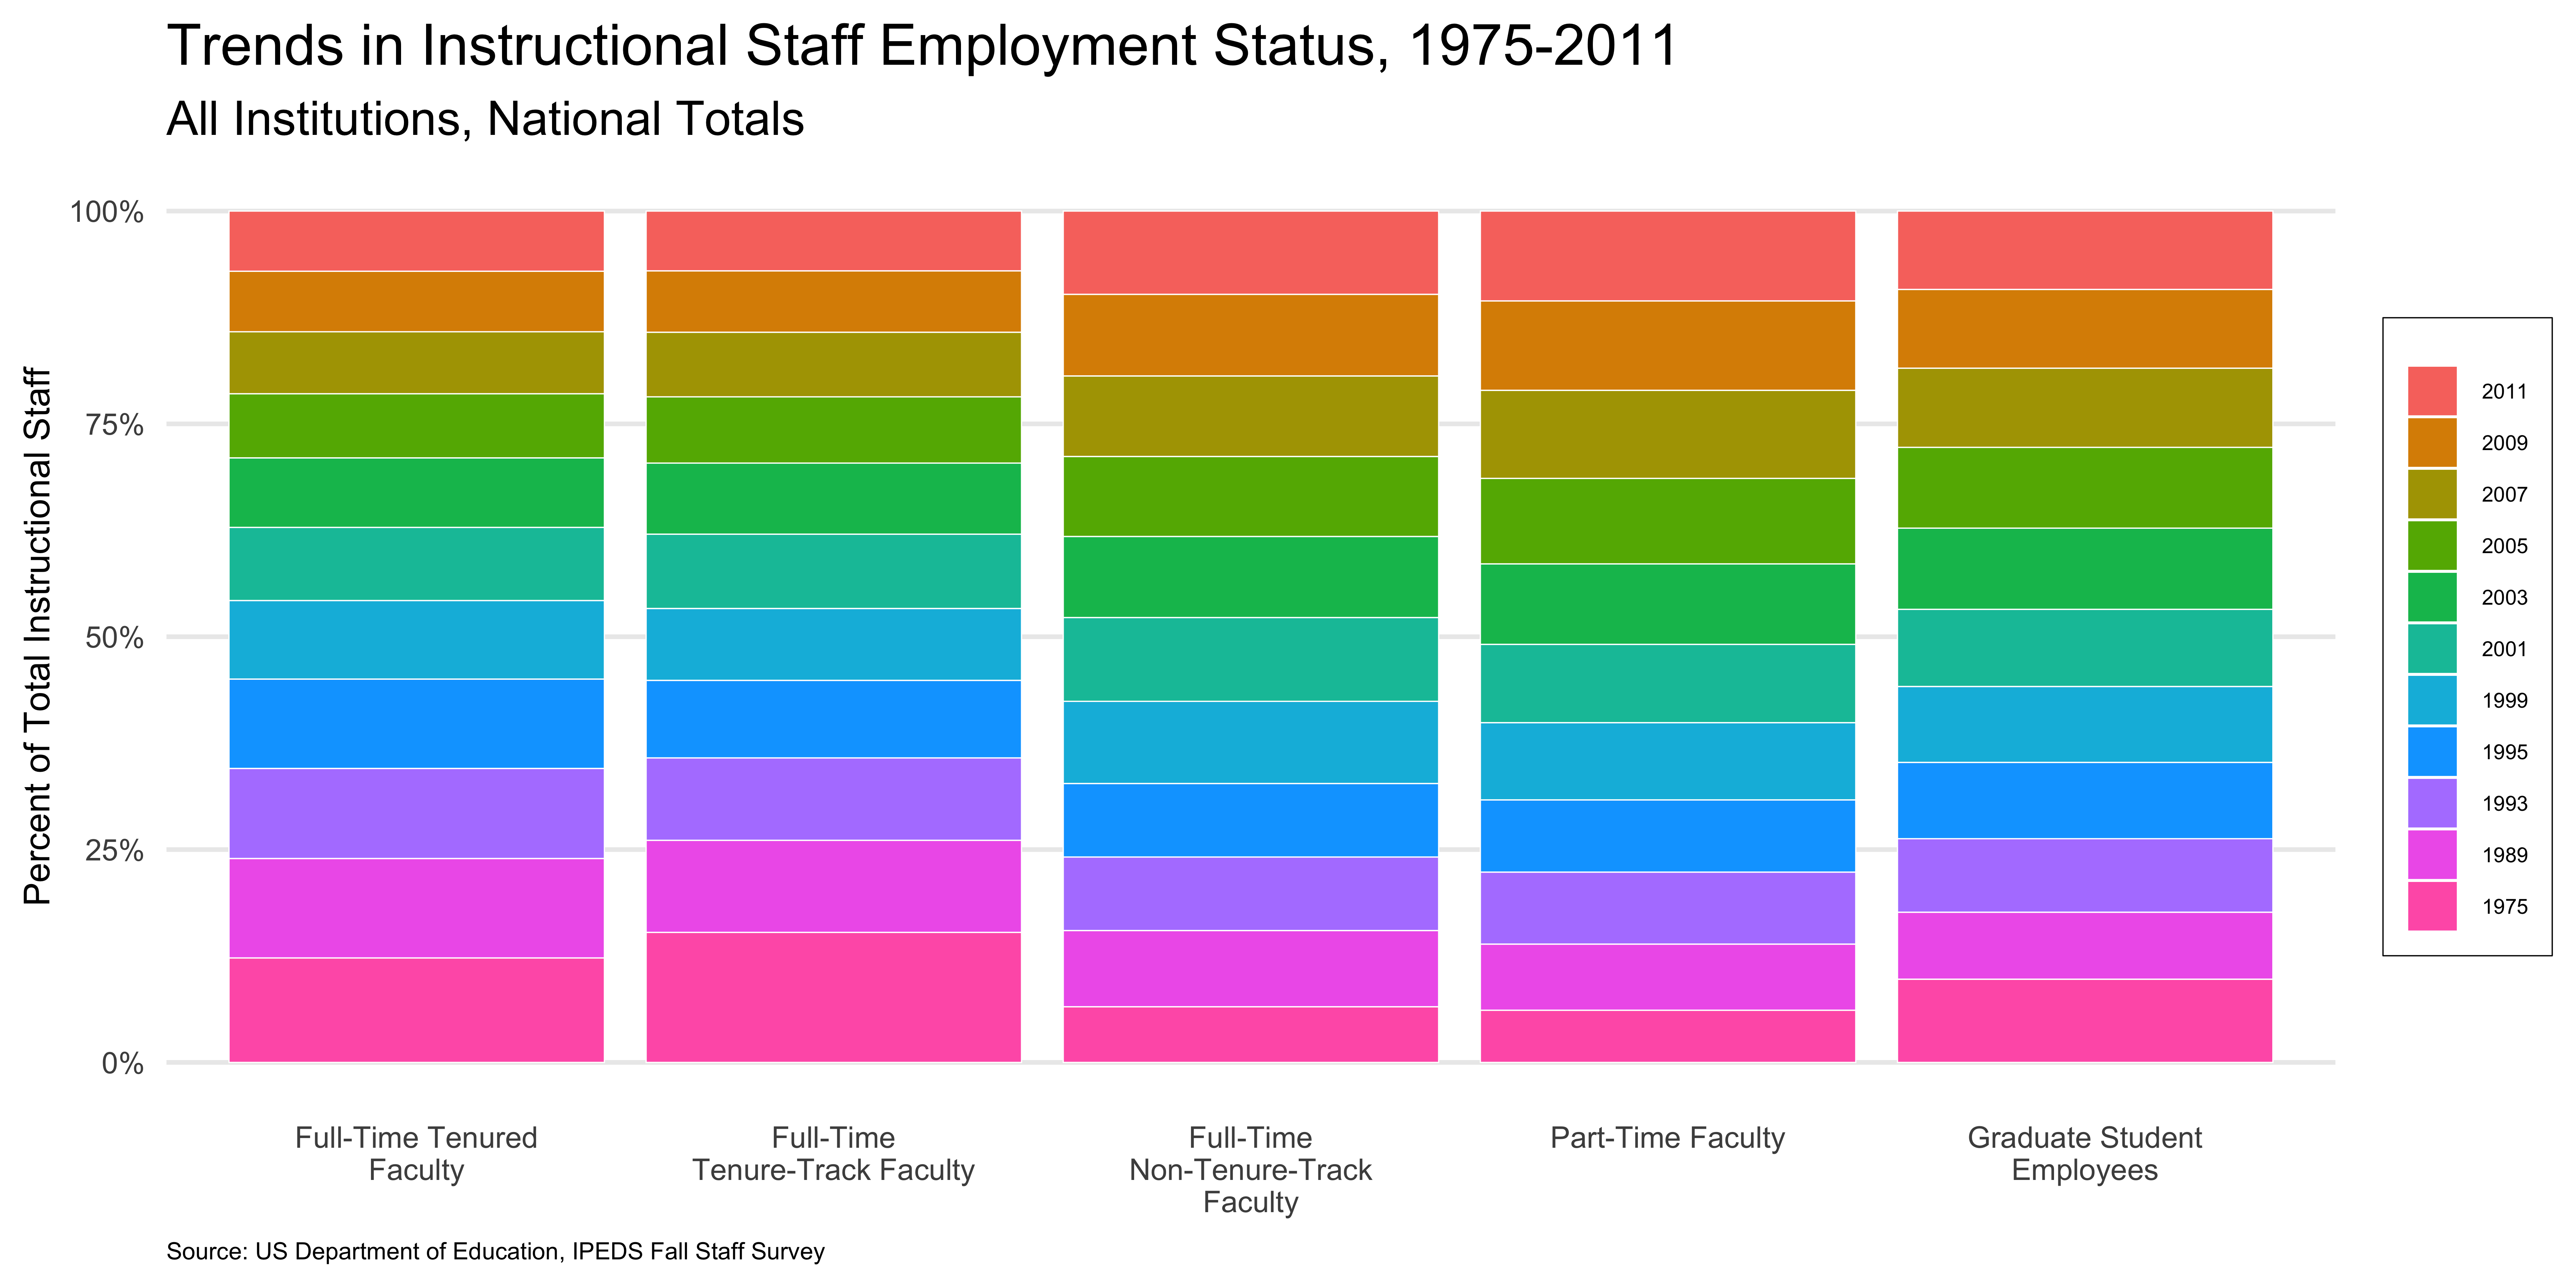 Trends in Instructional Staff Employment Status, 1975-2011
All Institutions, National Totals
Percent of Total Instructional Staff
100%
75%
50%
25%
0%
Full-Time Tenured
Faculty
Full-Time
Tenure-Track Faculty
Full-Time
Non-Tenure-Track
Faculty
Part-Time Faculty
Graduate Student
Employees
2011
2009
2007
2005
2003
2001
1999
1995
1993
1989
1975
Source: US Department of Education, IPEDS Fall Staff Survey